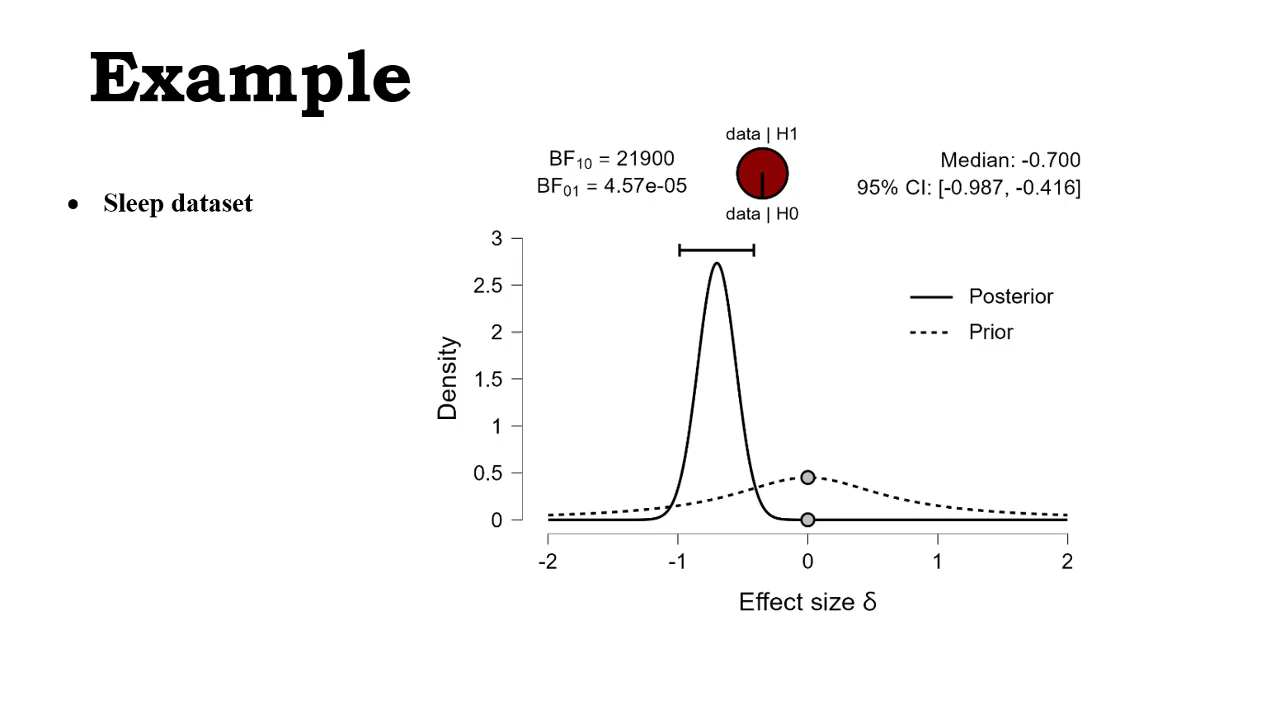 Example
• Sleep dataset
data | H1
BF10 = 21900
BF01 = 4.57e-05
data | H0
Median: -0.700
95% CI: [-0.987, -0.416]
Posterior
Prior
Density
3
2.5
2
1.5
1
0.5
0
-2 -1 0 1 2
Effect size δ